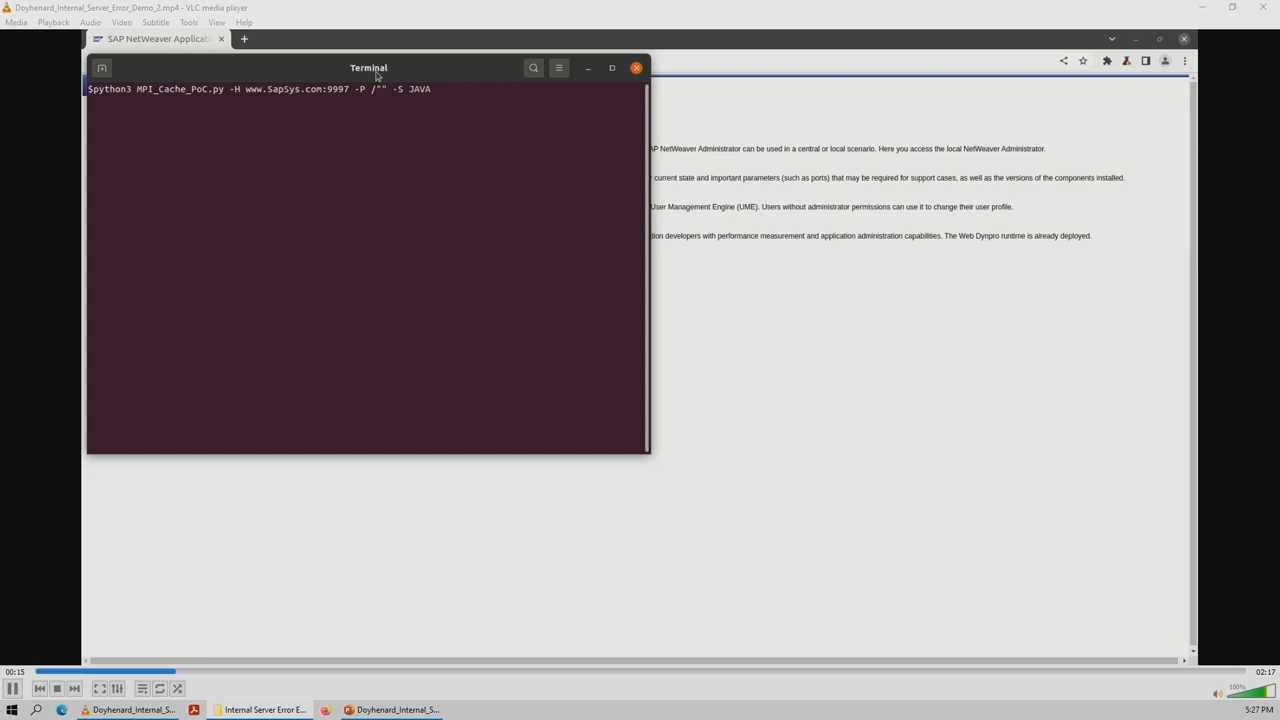 Doyhenard_Internal_Server_Error_Demo_2.mp4 - VLC media player
Media Playback Audio Video Subtitle Tools View Help
SAP NetWeaver Applicati
Terminal
$python3 MPI_Cache_PoC.py -H www.SapSys.com:9997 -P /"" -S JAVA
AP NetWeaver Administrator can be used in a central or local scenario. Here you access the local NetWeaver Administrator.
r current state and important parameters (such as ports) that may be required for support cases, as well as the versions of the components installed.
User Management Engine (UME). Users without administrator permissions can use it to change their user profile.
tion developers with performance measurement and application administration capabilities. The Web Dynpro runtime is already deployed.
00:15
02:17
100%
Doyhenard_Internal_S...
Internal Server Error E...
Doyhenard_Internal_S...
5:27 PM